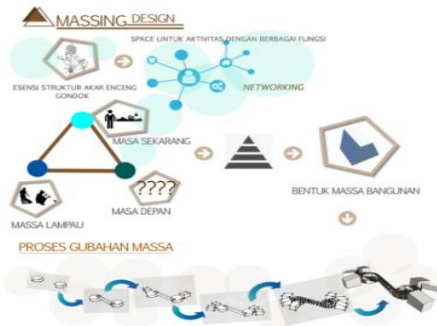 MASSING DESIGN
SPACE UNTUK AKTIVITAS DENGAN BERBAGAI FUNGSI
ESENSI STRUKTUR AKAR ENCENG
GONDOK
NETWORKING
MASA SEKARANG
????
MASA DEPAN
MASSA LAMPAU
BENTUK MASSA BANGUNAN
PROSES GUBAHAN MASSA